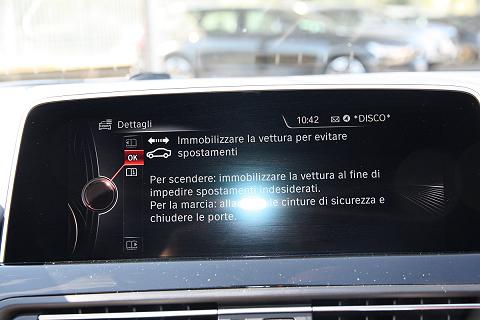 Dettagli
10:42
*DISCO*
OK
Immobilizzare la vettura per evitare
spostamenti
Per scendere: immobilizzare la vettura al fine di
impedire spostamenti indesiderati.
Per la marcia: le cinture di sicurezza e
chiudere le porte.